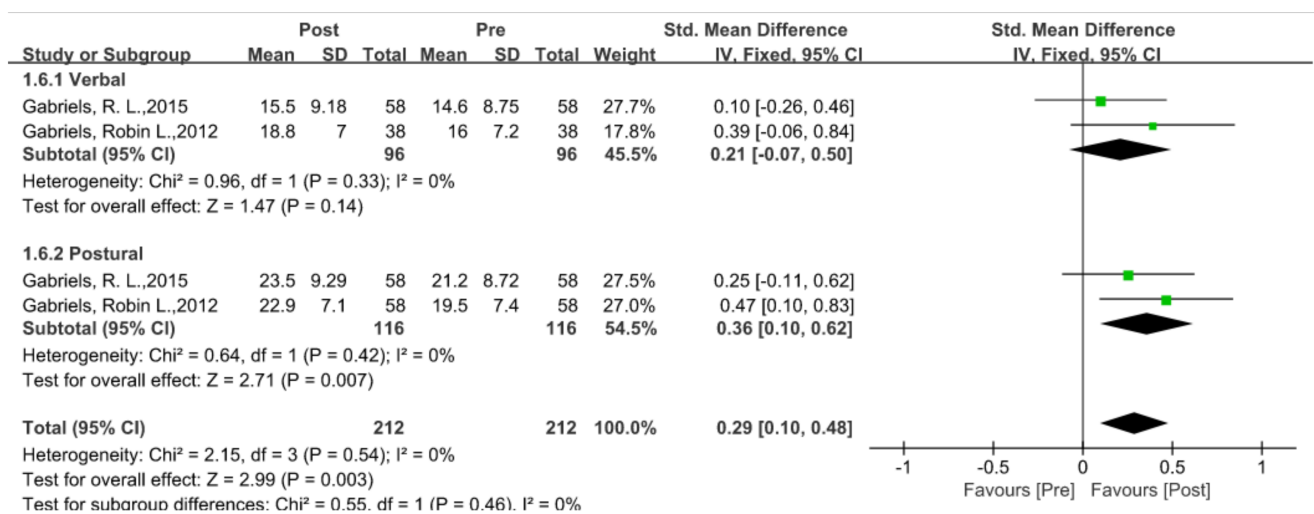 Post Pre Std. Mean Difference Std. Mean Difference
Study or Subgroup Mean SD Total Mean SD Total Weight IV, Fixed, 95% CI IV, Fixed, 95% CI
1.6.1 Verbal
Gabriels, R. L.,2015 15.5 9.18 58 14.6 8.75 58 27.7% 0.10 [-0.26, 0.46]
Gabriels, Robin L.,2012 18.8 7 38 16 7.2 38 17.8% 0.39 [-0.06, 0.84]
Subtotal (95% CI) 96 96 45.5% 0.21 [-0.07, 0.50]
Heterogeneity: Chi² = 0.96, df = 1 (P = 0.33); I² = 0%
Test for overall effect: Z = 1.47 (P = 0.14)
1.6.2 Postural
Gabriels, R. L.,2015 23.5 9.29 58 21.2 8.72 58 27.5% 0.25 [-0.11, 0.62]
Gabriels, Robin L.,2012 22.9 7.1 58 19.5 7.4 58 27.0% 0.47 [0.10, 0.83]
Subtotal (95% CI) 116 116 54.5% 0.36 [0.10, 0.62]
Heterogeneity: Chi² = 0.64, df = 1 (P = 0.42); I² = 0%
Test for overall effect: Z = 2.71 (P = 0.007)
Total (95% CI) 212 212 100.0% 0.29 [0.10, 0.48]
Heterogeneity: Chi² = 2.15, df = 3 (P = 0.54); I² = 0%
Test for overall effect: Z = 2.99 (P = 0.003)
Test for subgroup differences: Chi² = 0.55, df = 1 (P = 0.46), I² = 0%
-1 -0.5 0 0.5 1
Favours [Pre] Favours [Post]